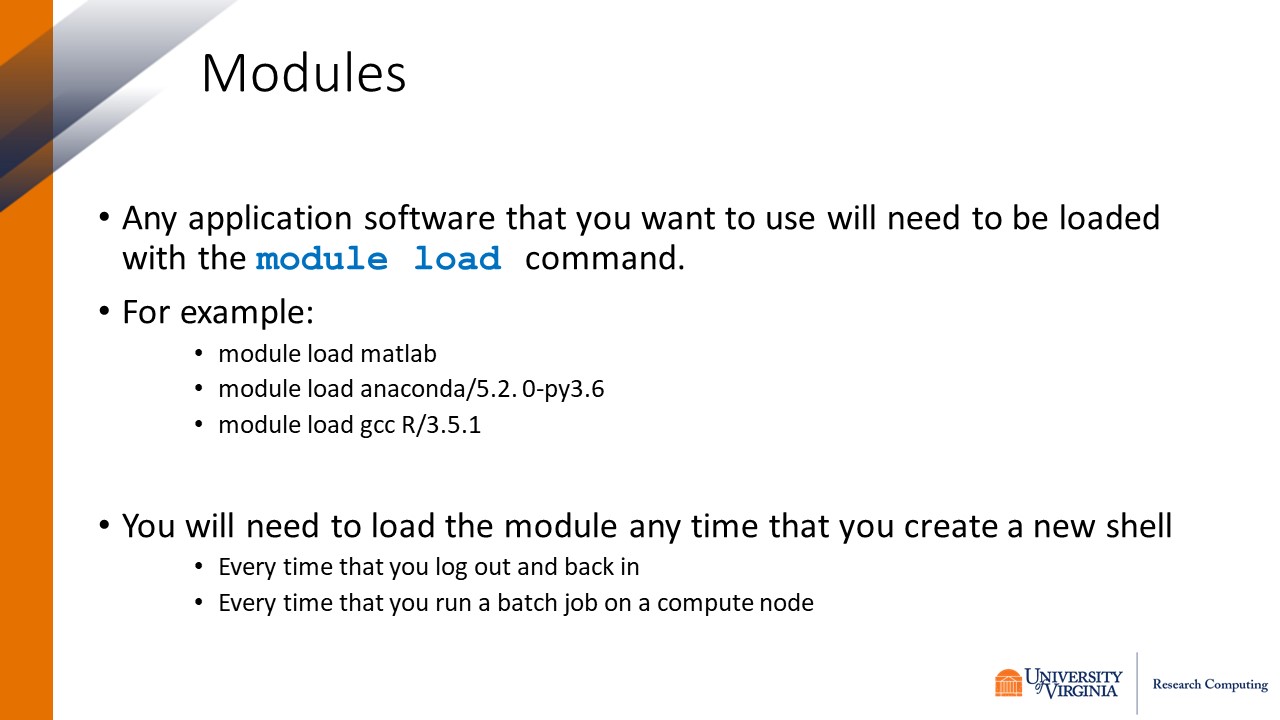 Modules
• Any application software that you want to use will need to be loaded
with the module load command.
• For example:
• module load matlab
• module load anaconda/5.2.0-py3.6
• module load gcc R/3.5.1
• You will need to load the module any time that you create a new shell
• Every time that you log out and back in
• Every time that you run a batch job on a compute node
UNIVERSITY
of VIRGINIA
Research Computing